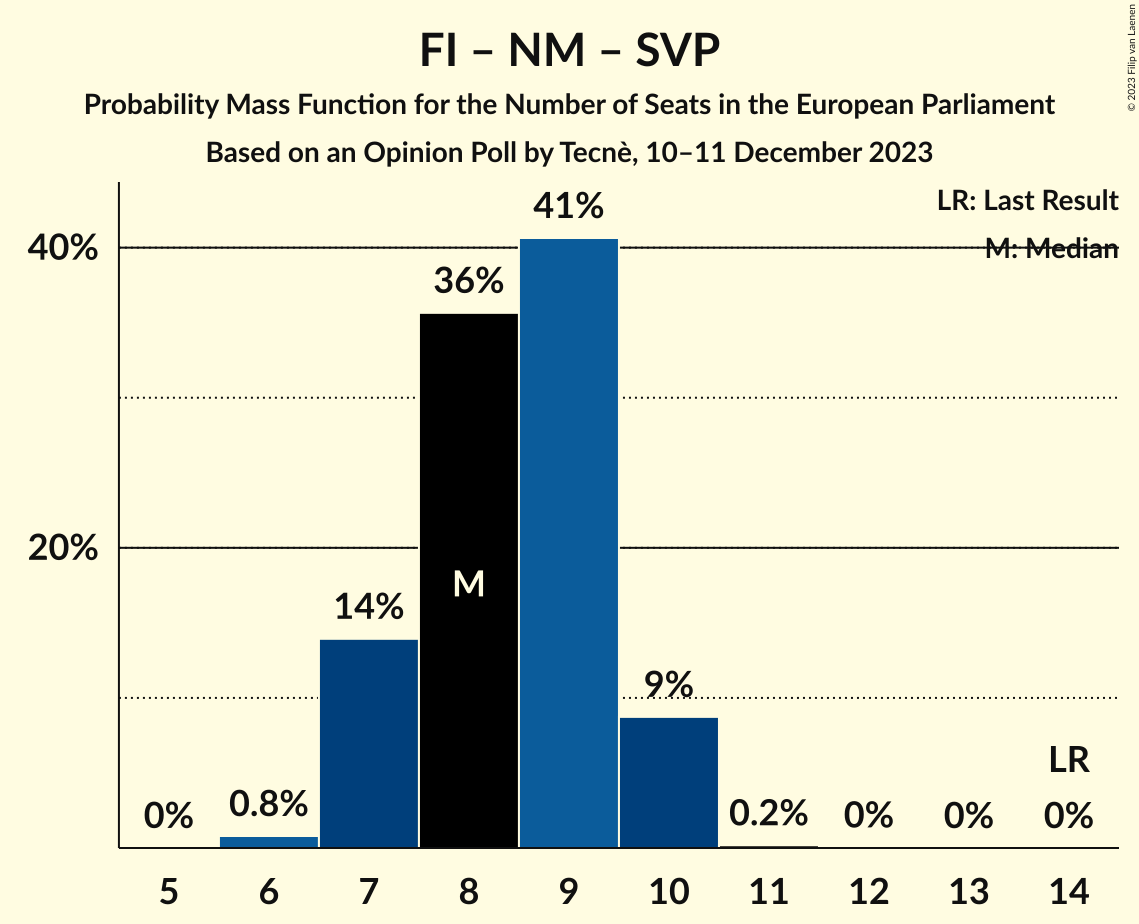 FI – NM – SVP
Probability Mass Function for the Number of Seats in the European Parliament
Based on an Opinion Poll by Tecnè, 10–11 December 2023
© 2023 Filip van Laenen
LR: Last Result
M: Median
41%
40%
36%
20%
M
14%
9%
LR
0%
0.8%
0.2%
0%
0%
0%
5 6 7 8 9 10 11 12 13 14